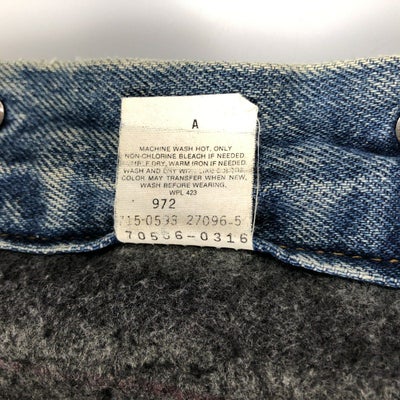 A
MACHINE WASH HOT, ONLY
NON-CHLORINE BLEACH IF NEEDED
TUMBLE DRY, WARM IRON IF NEEDED
WASH AND DRY WITH LIKE COLORS
COLOR MAY TRANSFER WHEN NEW,
WASH BEFORE WEARING,
WPL 423
972
715-0593 27096-5
70506-0316